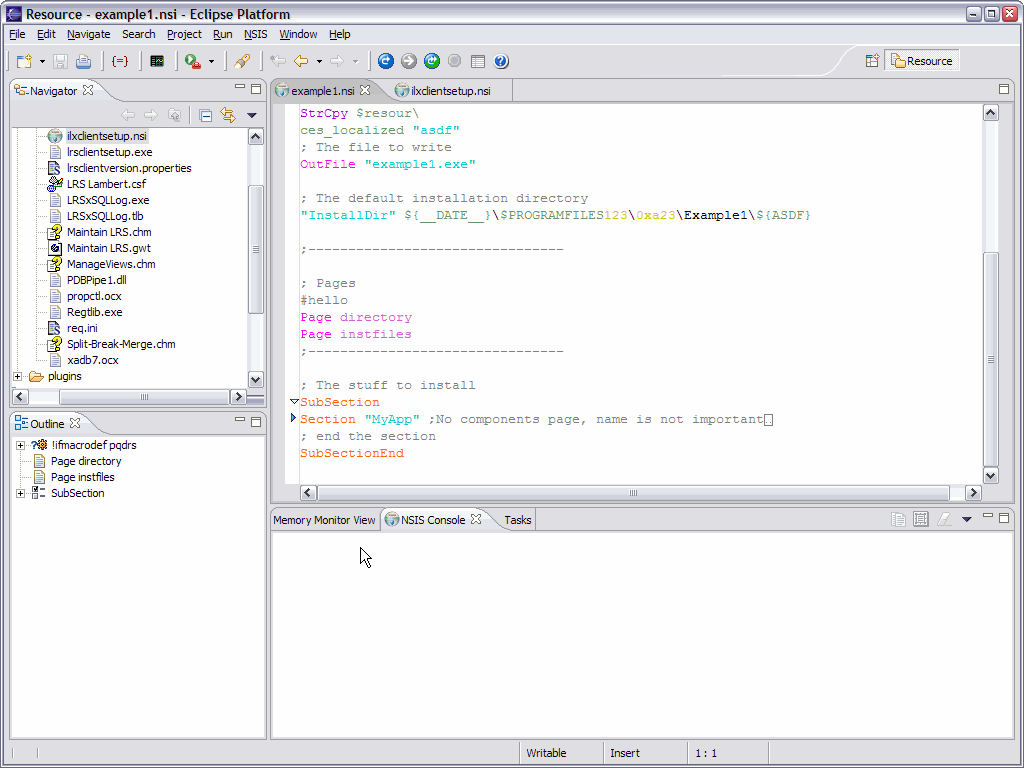 Resource - example1.nsi - Eclipse Platform
File Edit Navigate Search Project Run NSIS Window Help
Resource
Navigator
ilxclientsetup.nsi
lrsclientsetup.exe
lrsclientversion.properties
LRS Lambert.csf
LRSxSQLLog.exe
LRSxSQLLog.tlb
Maintain LRS.chm
Maintain LRS.gwt
ManageViews.chm
PDBPipe1.dll
propctl.ocx
Regtlib.exe
req.ini
Split-Break-Merge.chm
xadb7.ocx
plugins
Outline
!ifmacrodef pqdrs
Page directory
Page instfiles
SubSection
example1.nsi ilxclientsetup.nsi
StrCpy $resour\
ces_localized "asdf"
; The file to write
OutFile "example1.exe"
; The default installation directory
"InstallDir" ${__DATE__}\$PROGRAMFILES123\0xa23\Example1\${ASDF}
;--------------------------------
; Pages
#hello
Page directory
Page instfiles
;--------------------------------
; The stuff to install
SubSection
Section "MyApp" ;No components page, name is not important
; end the section
SubSectionEnd
Memory Monitor View NSIS Console Tasks
Writable Insert 1 : 1